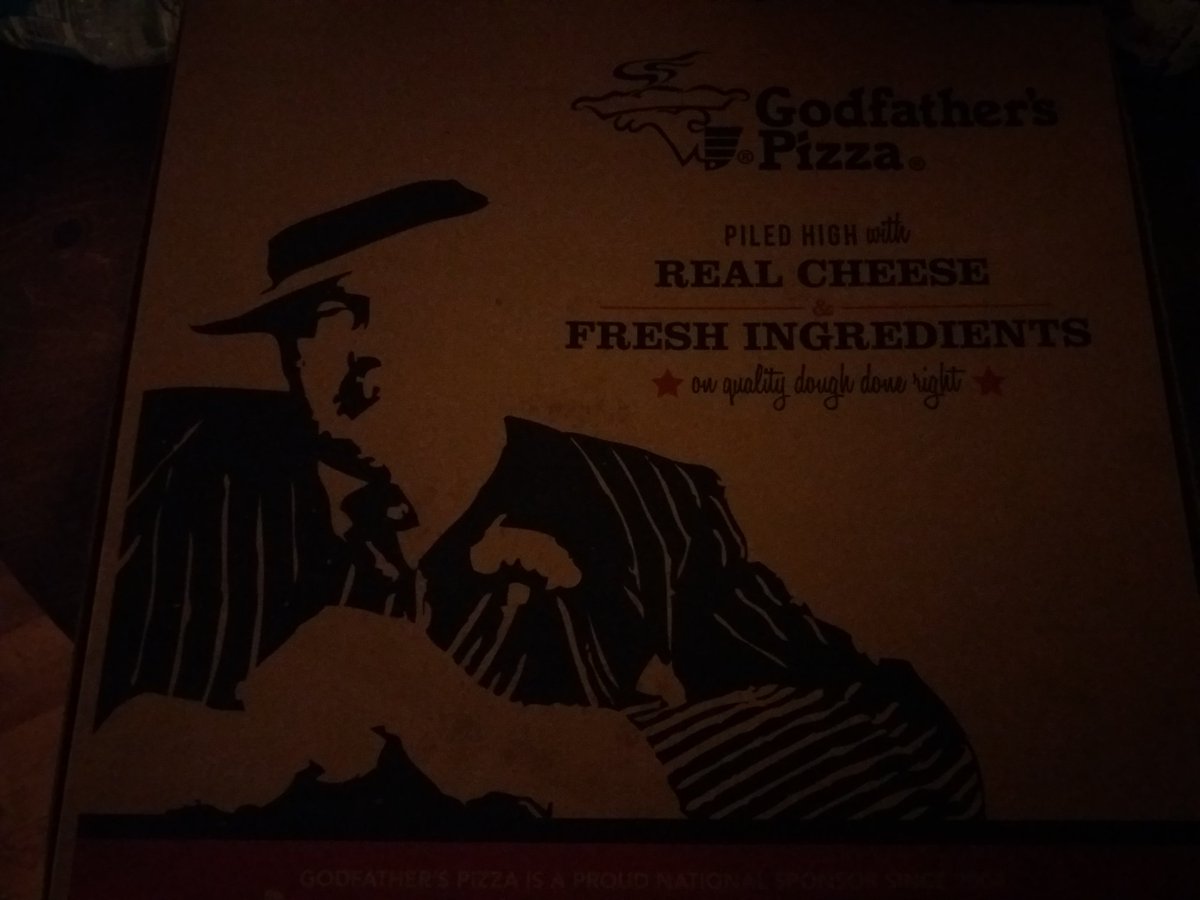 Godfather's
Pizza®
®
PILED HIGH with
REAL CHEESE
&
FRESH INGREDIENTS
on quality dough done right
GODFATHER'S PIZZA IS A PROUD NATIONAL SPONSOR SINCE